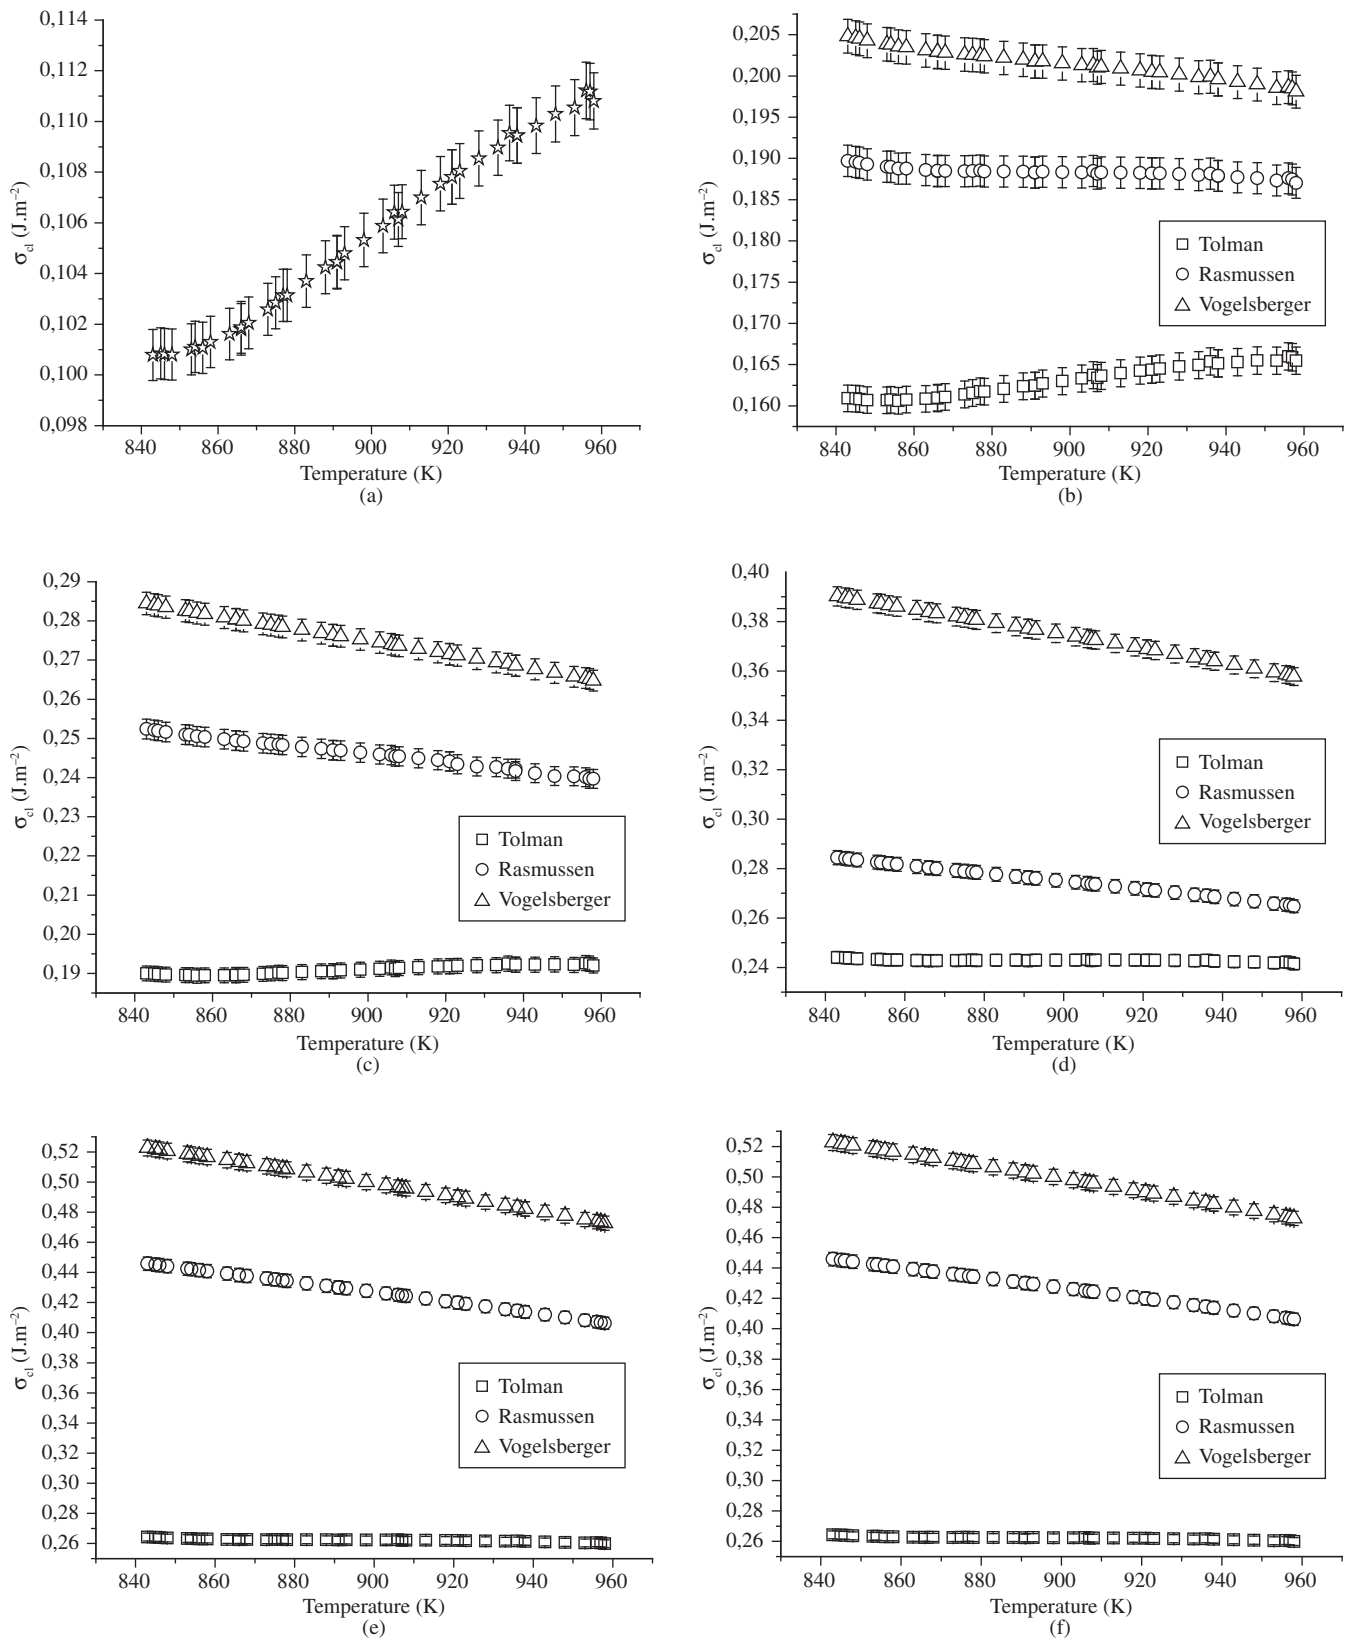 0,114
0,112
0,110
0,108
0,106
0,104
0,102
0,100
0,098
σcl (J.m⁻²)
840 860 880 900 920 940 960
Temperature (K)
(a)
0,205
0,200
0,195
0,190
0,185
0,180
0,175
0,170
0,165
0,160
σcl (J.m⁻²)
Tolman
Rasmussen
Vogelsberger
840 860 880 900 920 940 960
Temperature (K)
(b)
0,29
0,28
0,27
0,26
0,25
0,24
0,23
0,22
0,21
0,20
0,19
σcl (J.m⁻²)
Tolman
Rasmussen
Vogelsberger
840 860 880 900 920 940 960
Temperature (K)
(c)
0,40
0,38
0,36
0,34
0,32
0,30
0,28
0,26
0,24
σcl (J.m⁻²)
Tolman
Rasmussen
Vogelsberger
840 860 880 900 920 940 960
Temperature (K)
(d)
0,52
0,50
0,48
0,46
0,44
0,42
0,40
0,38
0,36
0,34
0,32
0,30
0,28
0,26
σcl (J.m⁻²)
Tolman
Rasmussen
Vogelsberger
840 860 880 900 920 940 960
Temperature (K)
(e)
0,52
0,50
0,48
0,46
0,44
0,42
0,40
0,38
0,36
0,34
0,32
0,30
0,28
0,26
σcl (J.m⁻²)
Tolman
Rasmussen
Vogelsberger
840 860 880 900 920 940 960
Temperature (K)
(f)